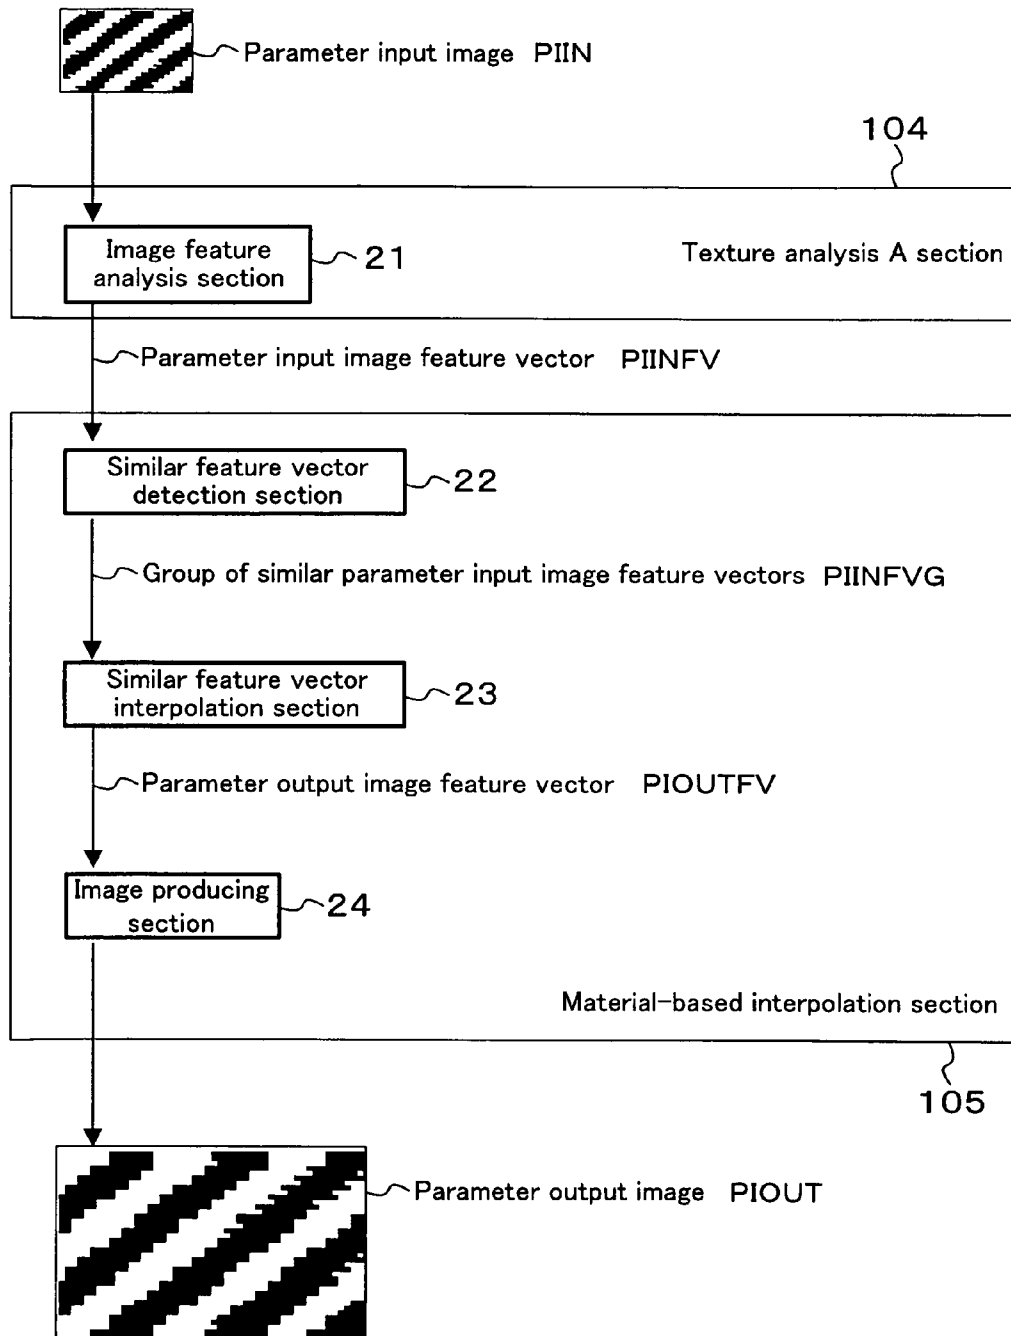 Parameter input image PIIN
104
Image feature
analysis section
21
Texture analysis A section
Parameter input image feature vector PIINFV
Similar feature vector
detection section
22
Group of similar parameter input image feature vectors PIINFVG
Similar feature vector
interpolation section
23
Parameter output image feature vector PIOUTFV
Image producing
section
24
Material-based interpolation section
105
Parameter output image PIOUT